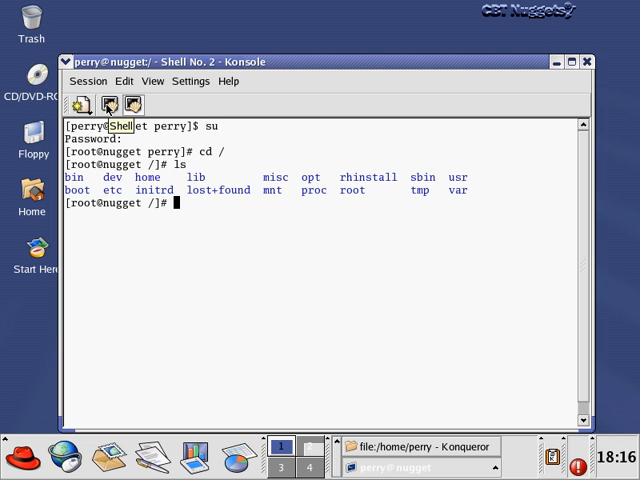 CBT Nuggets
Trash
CD/DVD-RO
Floppy
Home
Start Here
perry@nugget:/ - Shell No. 2 - Konsole
Session Edit View Settings Help
Shell
[perry@ et perry]$ su
Password:
[root@nugget perry]# cd /
[root@nugget /]# ls
bin dev home lib misc opt rhinstall sbin usr
boot etc initrd lost+found mnt proc root tmp var
[root@nugget /]#
1 2
3 4
file:/home/perry - Konqueror
perry@nugget
18:16